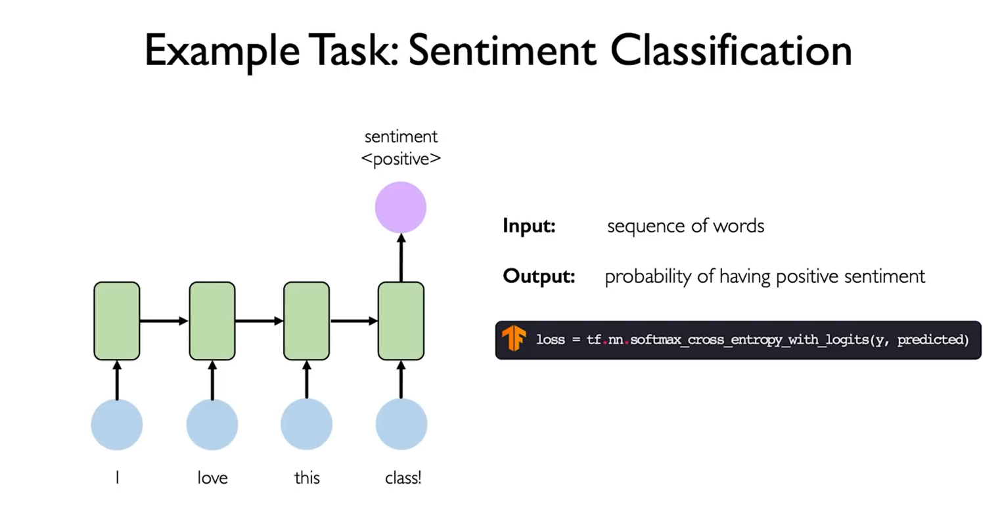 Example Task: Sentiment Classification
sentiment
<positive>
Input: sequence of words
Output: probability of having positive sentiment
loss = tf.nn.softmax_cross_entropy_with_logits(y, predicted)
I love this class!